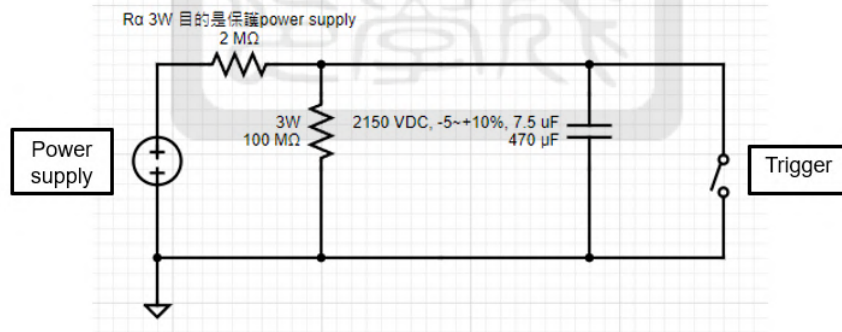 Rα 3W 目的是保護power supply
2 MΩ
3W
100 MΩ
2150 VDC, -5~+10%, 7.5 uF
470 µF
Power
supply
Trigger